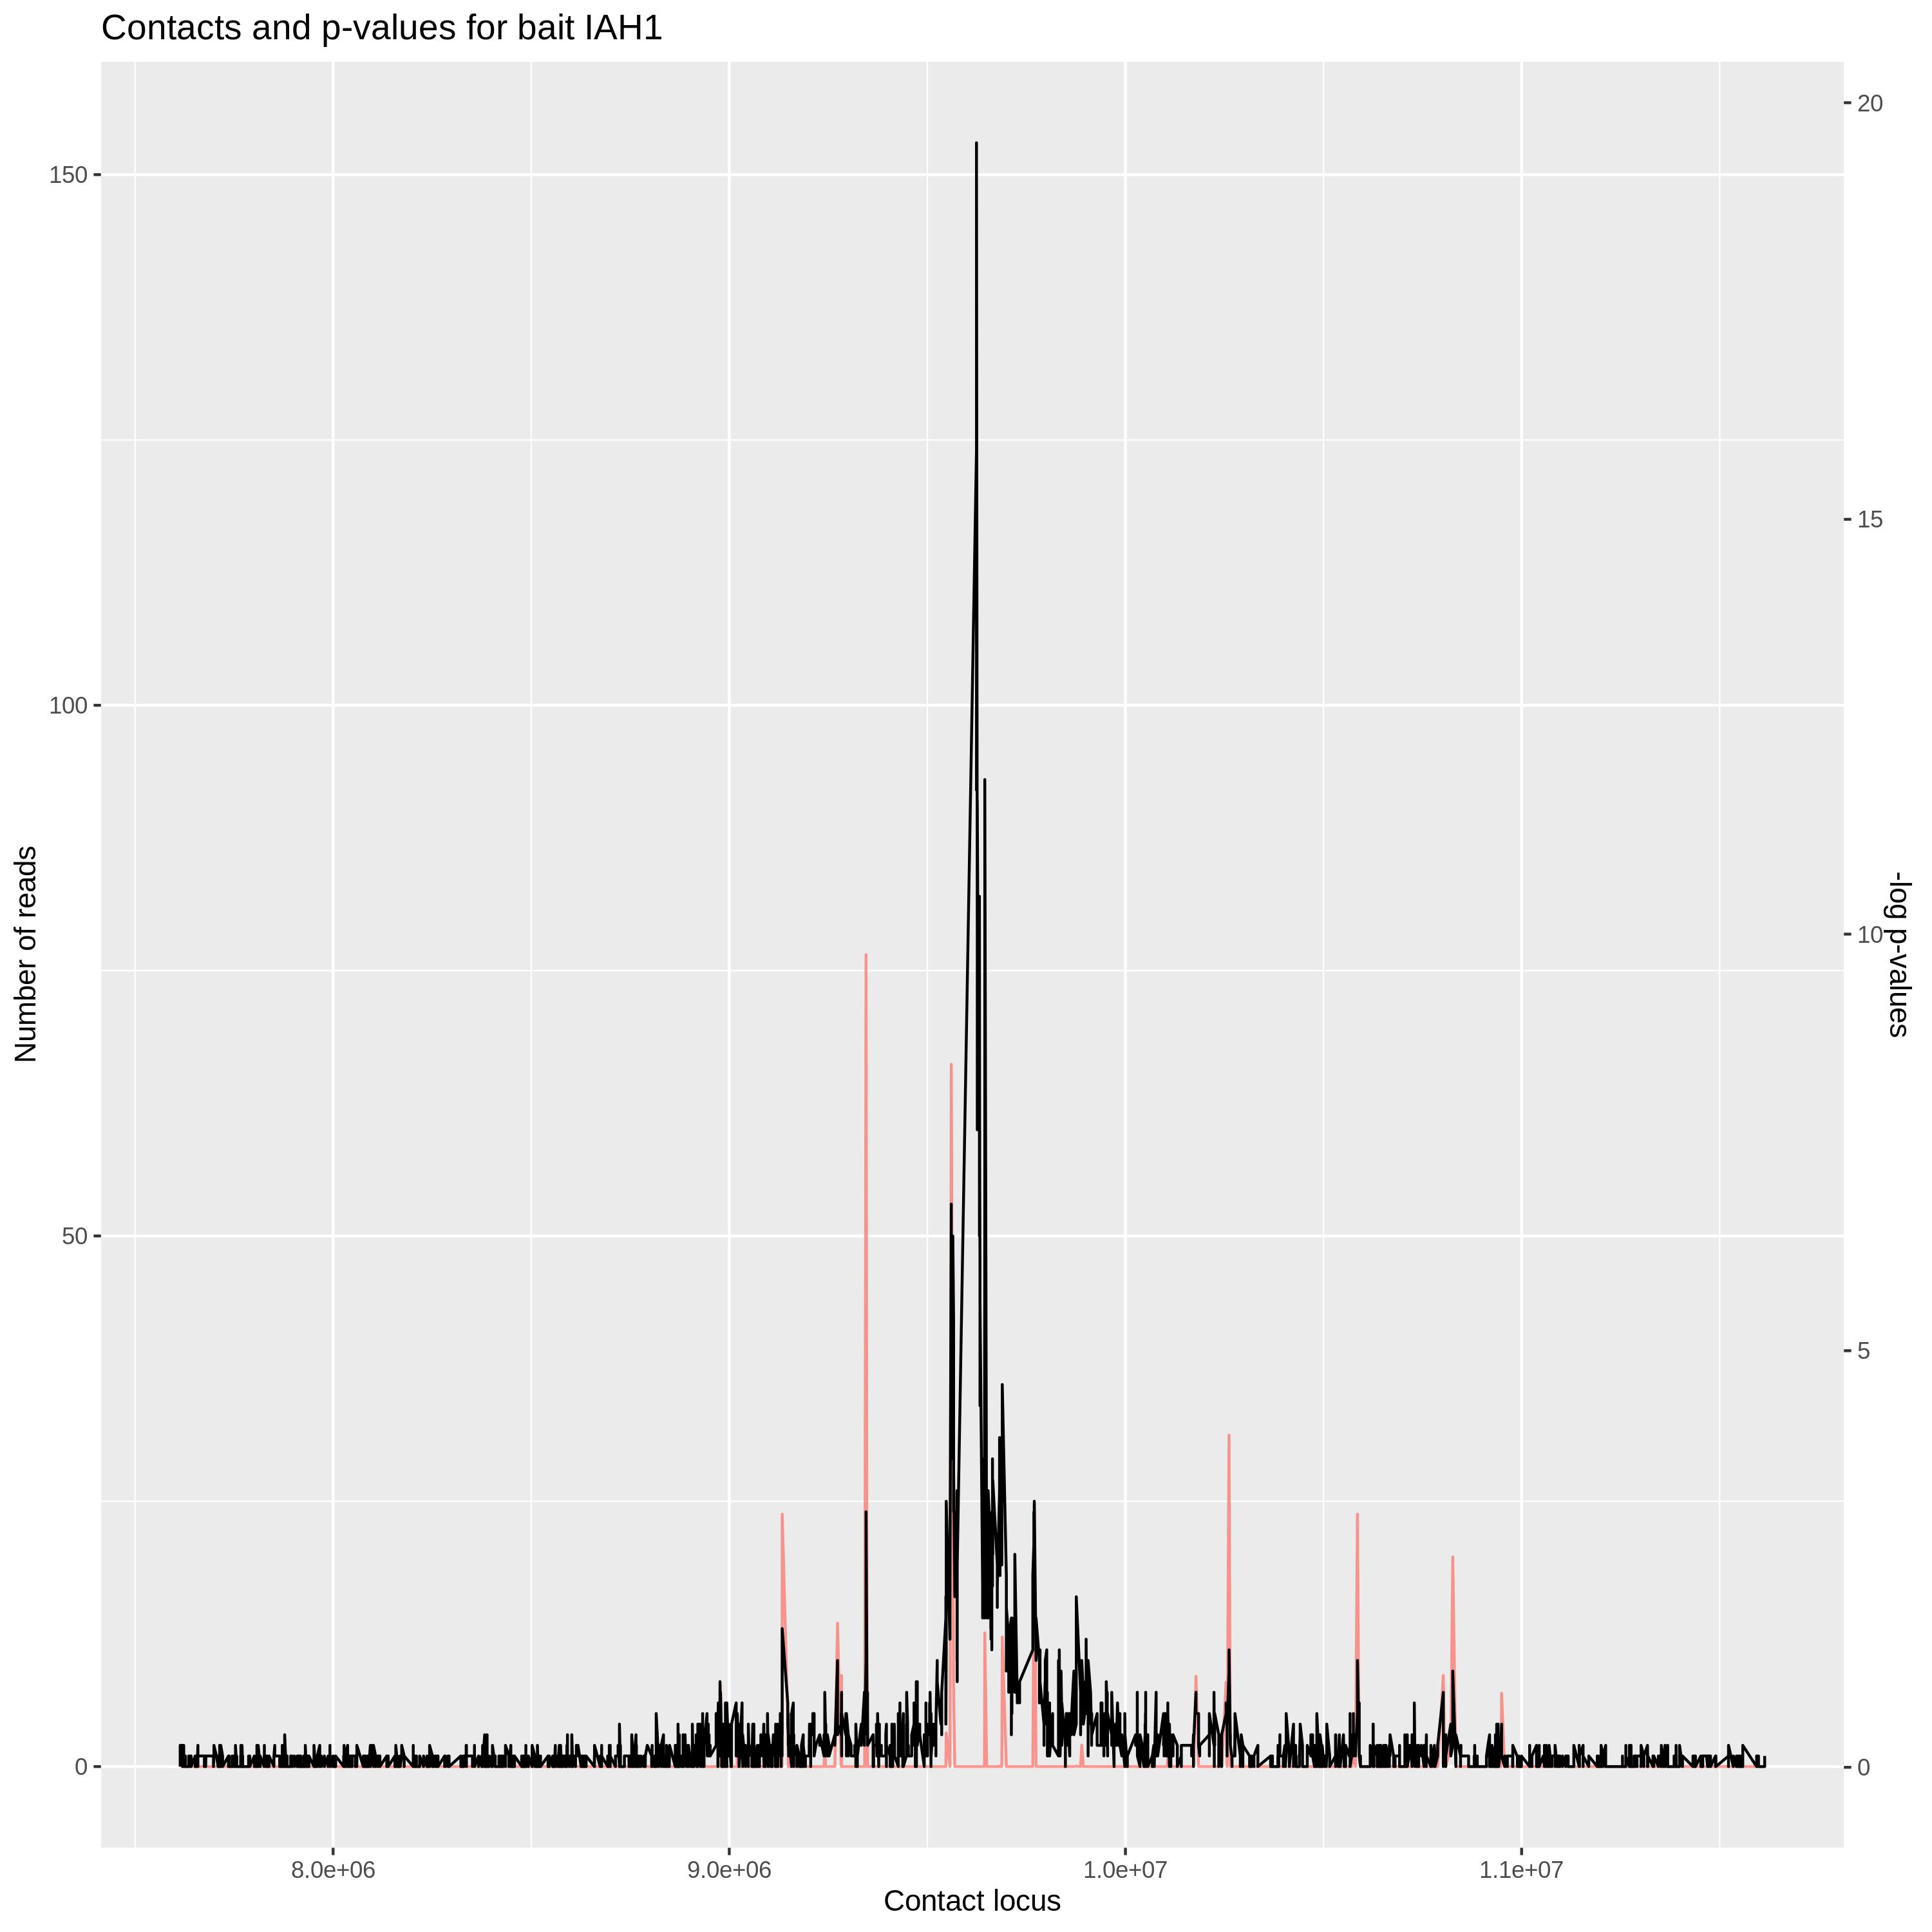 Contacts and p-values for bait IAH1
150
100
50
0
Number of reads
20
15
10
5
0
-log p-values
8.0e+06
9.0e+06
1.0e+07
1.1e+07
Contact locus